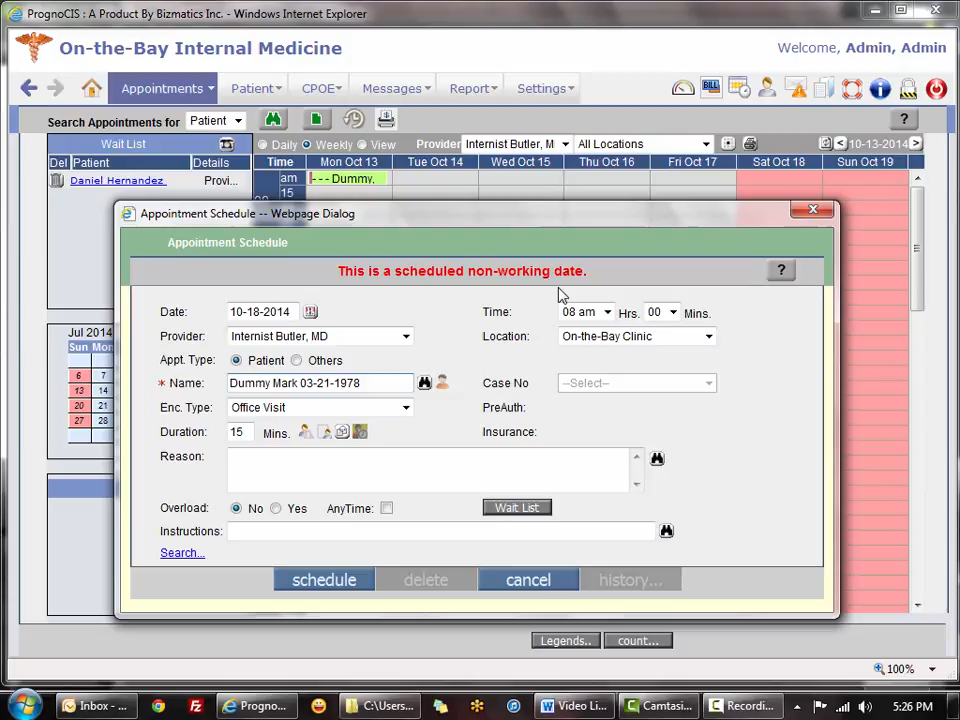 PrognoCIS : A Product By Bizmatics Inc. - Windows Internet Explorer
On-the-Bay Internal Medicine
Welcome, Admin, Admin
Appointments Patient CPOE Messages Report Settings
BILL
Search Appointments for Patient ?
Wait List
Daily Weekly View Provider Internist Butler, M All Locations 10-13-2014
Del Patient Details
Time Mon Oct 13 Tue Oct 14 Wed Oct 15 Thu Oct 16 Fri Oct 17 Sat Oct 18 Sun Oct 19
Daniel Hernandez Provi...
am - - - Dummy,
15
Appointment Schedule -- Webpage Dialog
Appointment Schedule
This is a scheduled non-working date.
?
Date: 10-18-2014 Time: 08 am Hrs. 00 Mins.
Provider: Internist Butler, MD Location: On-the-Bay Clinic
Appt. Type: Patient Others
* Name: Dummy Mark 03-21-1978 Case No --Select--
Enc. Type: Office Visit PreAuth:
Duration: 15 Mins. Insurance:
Reason:
Overload: No Yes AnyTime: Wait List
Instructions:
Search...
schedule delete cancel history...
Jul 2014
Sun Mon
6 7
13 14
20 21
27 28
Legends.. count...
100%
Inbox - ... Progno... C:\Users... Video Li... Camtasi... Recordi... 5:26 PM